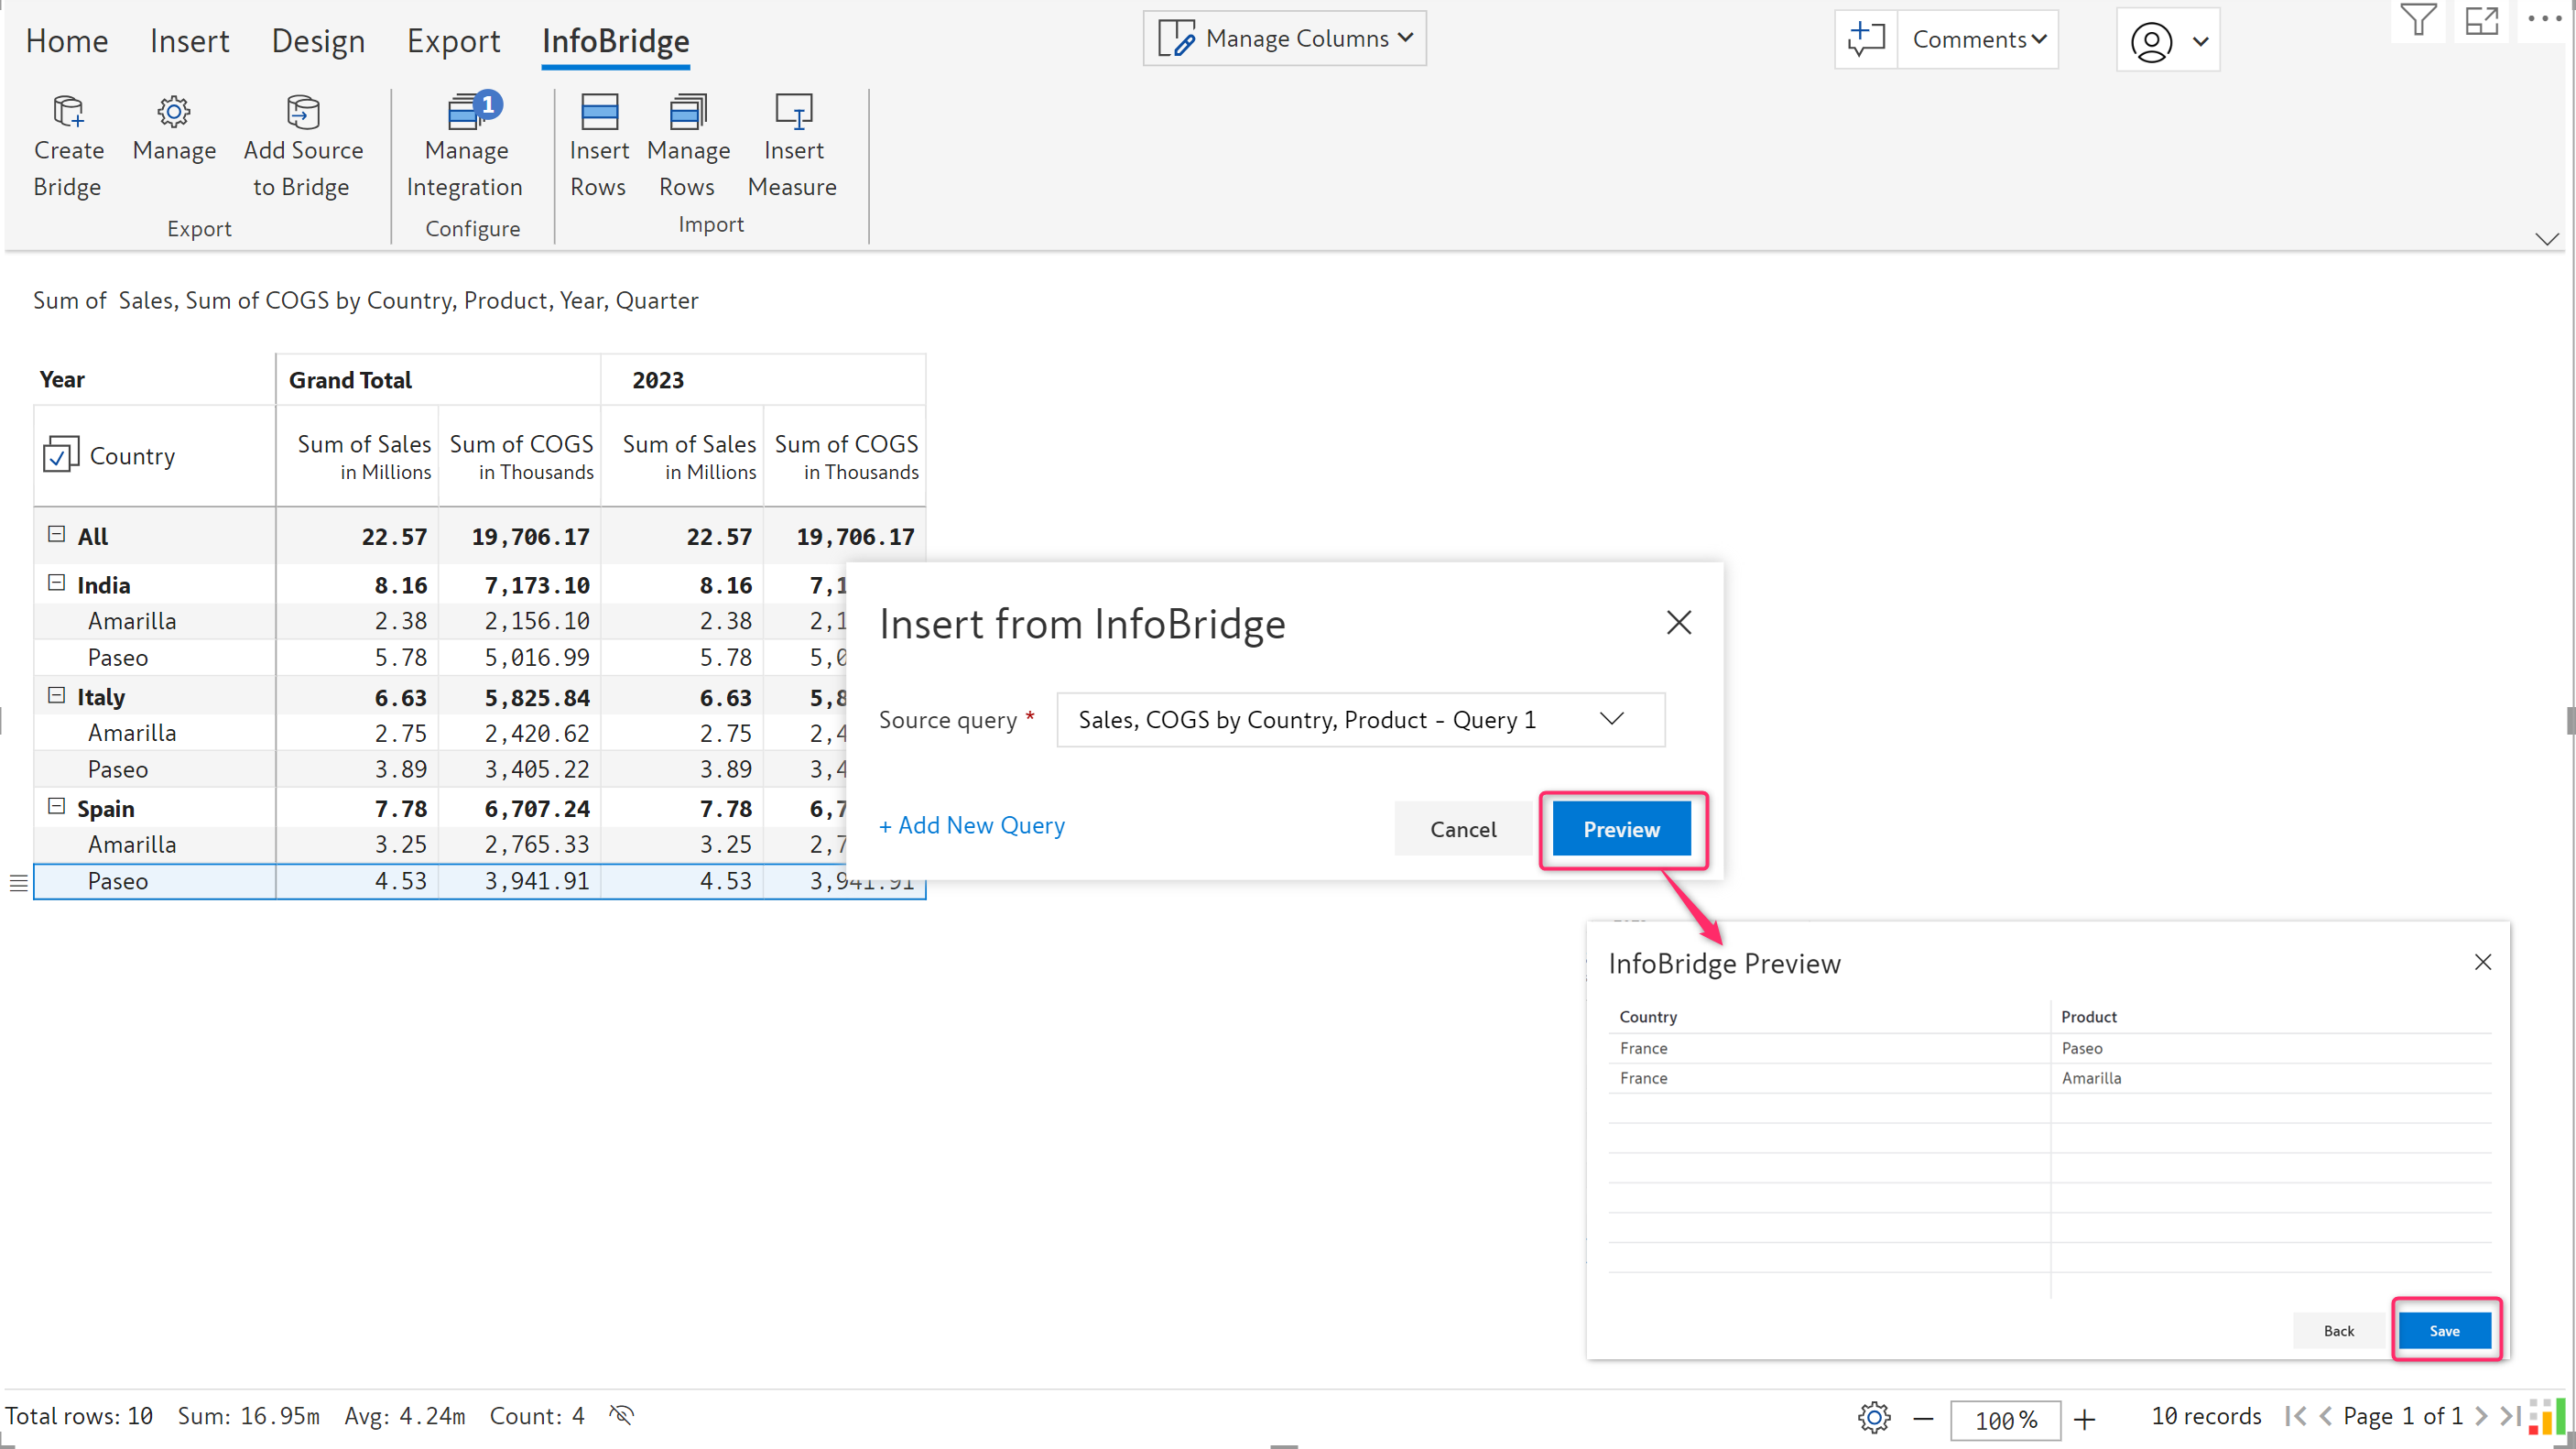 Home Insert Design Export InfoBridge
Manage Columns
Comments
Create Bridge
Manage
Add Source to Bridge
Export
1
Manage Integration
Configure
Insert Rows
Manage Rows
Insert Measure
Import
Sum of Sales, Sum of COGS by Country, Product, Year, Quarter
Year Grand Total 2023
Country Sum of Sales in Millions Sum of COGS in Thousands Sum of Sales in Millions Sum of COGS in Thousands
All 22.57 19,706.17 22.57 19,706.17
India 8.16 7,173.10 8.16 7,1
Amarilla 2.38 2,156.10 2.38 2,1
Paseo 5.78 5,016.99 5.78 5,0
Italy 6.63 5,825.84 6.63 5,8
Amarilla 2.75 2,420.62 2.75 2,4
Paseo 3.89 3,405.22 3.89 3,4
Spain 7.78 6,707.24 7.78 6,7
Amarilla 3.25 2,765.33 3.25 2,7
Paseo 4.53 3,941.91 4.53 3,941.91
Insert from InfoBridge
Source query * Sales, COGS by Country, Product - Query 1
+ Add New Query
Cancel Preview
InfoBridge Preview
Country Product
France Paseo
France Amarilla
Back Save
Total rows: 10 Sum: 16.95m Avg: 4.24m Count: 4
100%
10 records
Page 1 of 1